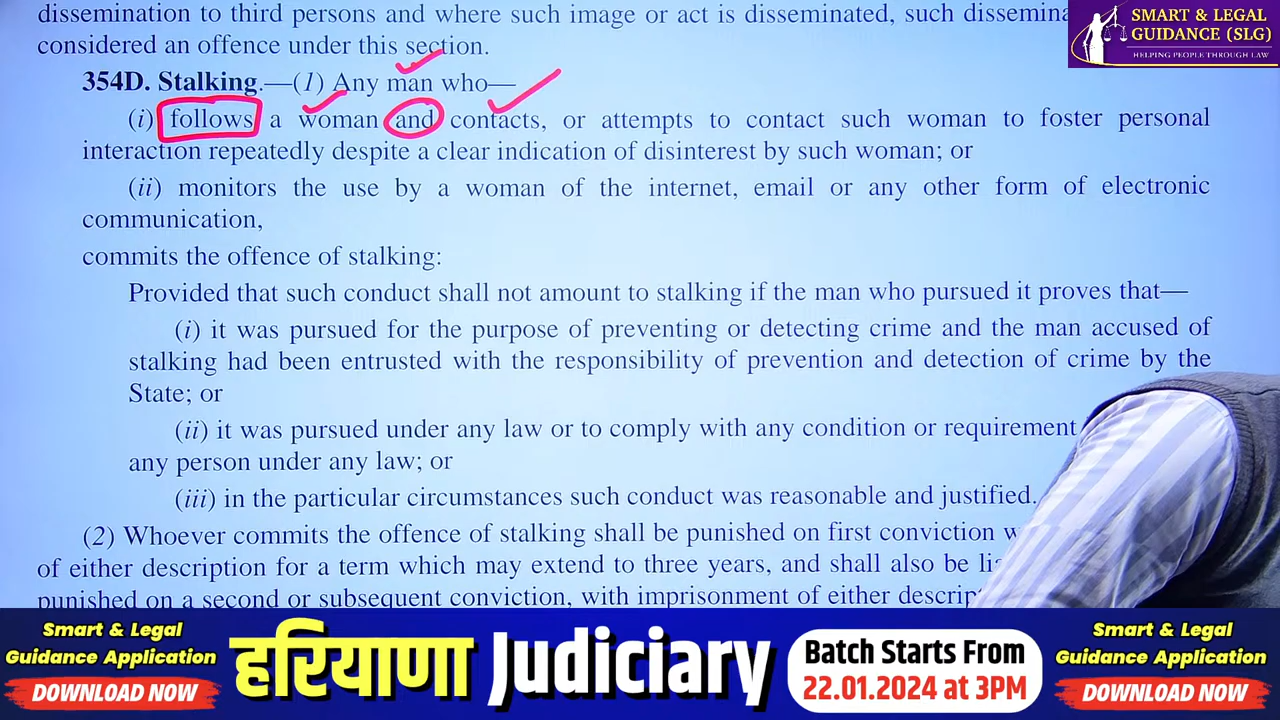 dissemination to third persons and where such image or act is disseminated, such dissemina
SMART & LEGAL
GUIDANCE (SLG)
HELPING PEOPLE THROUGH LAW
considered an offence under this section.
354D. Stalking.—(1) Any man who—
(i) follows a woman and contacts, or attempts to contact such woman to foster personal
interaction repeatedly despite a clear indication of disinterest by such woman; or
(ii) monitors the use by a woman of the internet, email or any other form of electronic
communication,
commits the offence of stalking:
Provided that such conduct shall not amount to stalking if the man who pursued it proves that—
(i) it was pursued for the purpose of preventing or detecting crime and the man accused of
stalking had been entrusted with the responsibility of prevention and detection of crime by the
State; or
(ii) it was pursued under any law or to comply with any condition or requirement
any person under any law; or
(iii) in the particular circumstances such conduct was reasonable and justified.
(2) Whoever commits the offence of stalking shall be punished on first conviction w
of either description for a term which may extend to three years, and shall also be lia
punished on a second or subsequent conviction, with imprisonment of either descript
Smart & Legal
Guidance Application
DOWNLOAD NOW
हरियाणा Judiciary
Batch Starts From
22.01.2024 at 3PM
Smart & Legal
Guidance Application
DOWNLOAD NOW